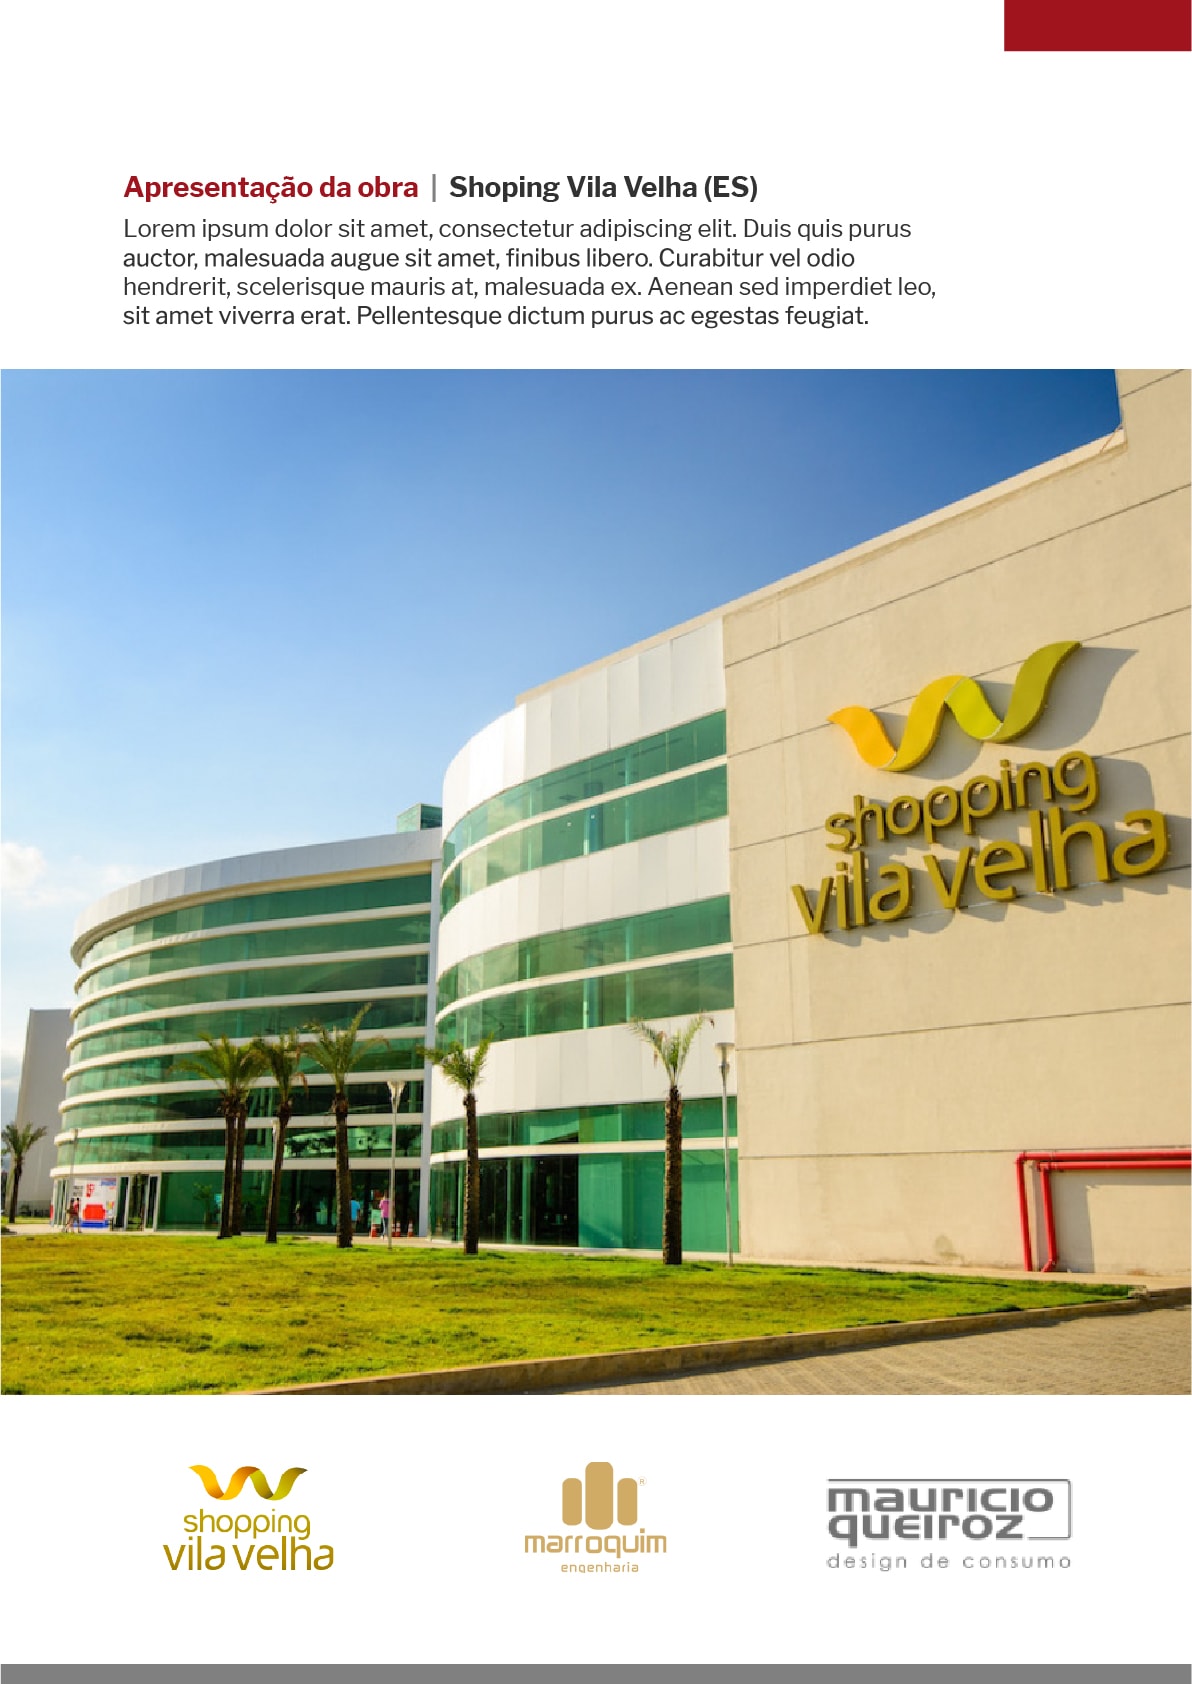 Apresentação da obra | Shoping Vila Velha (ES)
Lorem ipsum dolor sit amet, consectetur adipiscing elit. Duis quis purus
auctor, malesuada augue sit amet, finibus libero. Curabitur vel odio
hendrerit, scelerisque mauris at, malesuada ex. Aenean sed imperdiet leo,
sit amet viverra erat. Pellentesque dictum purus ac egestas feugiat.
shopping
vila velha
shopping
vila velha
®
marroquim
engenharia
mauricio
queiroz
design de consumo